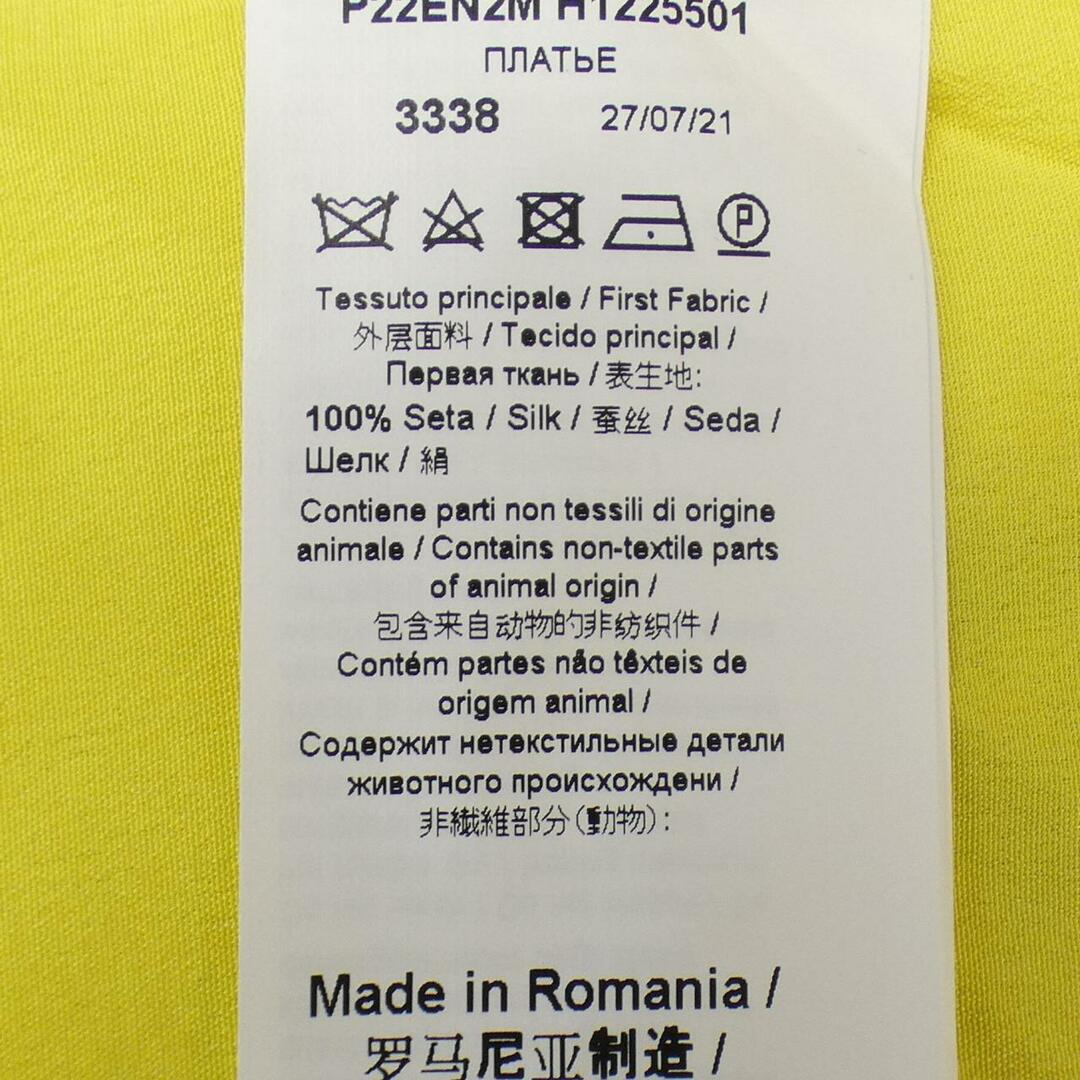 P22EN2M H1225501
ПЛАТЬЕ
3338 27/07/21
P
Tessuto principale / First Fabric /
外层面料 / Tecido principal /
Первая ткань / 表生地:
100% Seta / Silk / 蚕丝 / Seda /
Шелк / 絹
Contiene parti non tessili di origine
animale / Contains non-textile parts
of animal origin /
包含来自动物的非纺织件 /
Contém partes não têxteis de
origem animal /
Содержит нетекстильные детали
животного происхождени /
非繊維部分(動物):
Made in Romania /
罗马尼亚制造 /